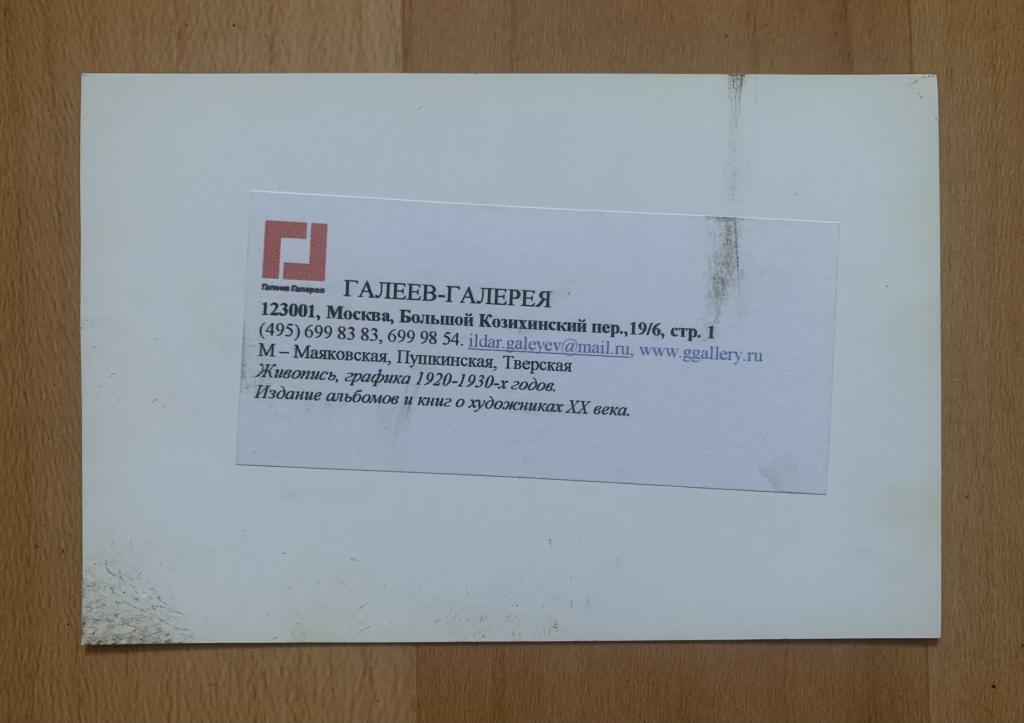 Галеев Галерея
ГАЛЕЕВ-ГАЛЕРЕЯ
123001, Москва, Большой Козихинский пер.,19/6, стр. 1
(495) 699 83 83, 699 98 54. ildar.galeyev@mail.ru, www.ggallery.ru
М – Маяковская, Пушкинская, Тверская
Живопись, графика 1920-1930-х годов.
Издание альбомов и книг о художниках XX века.